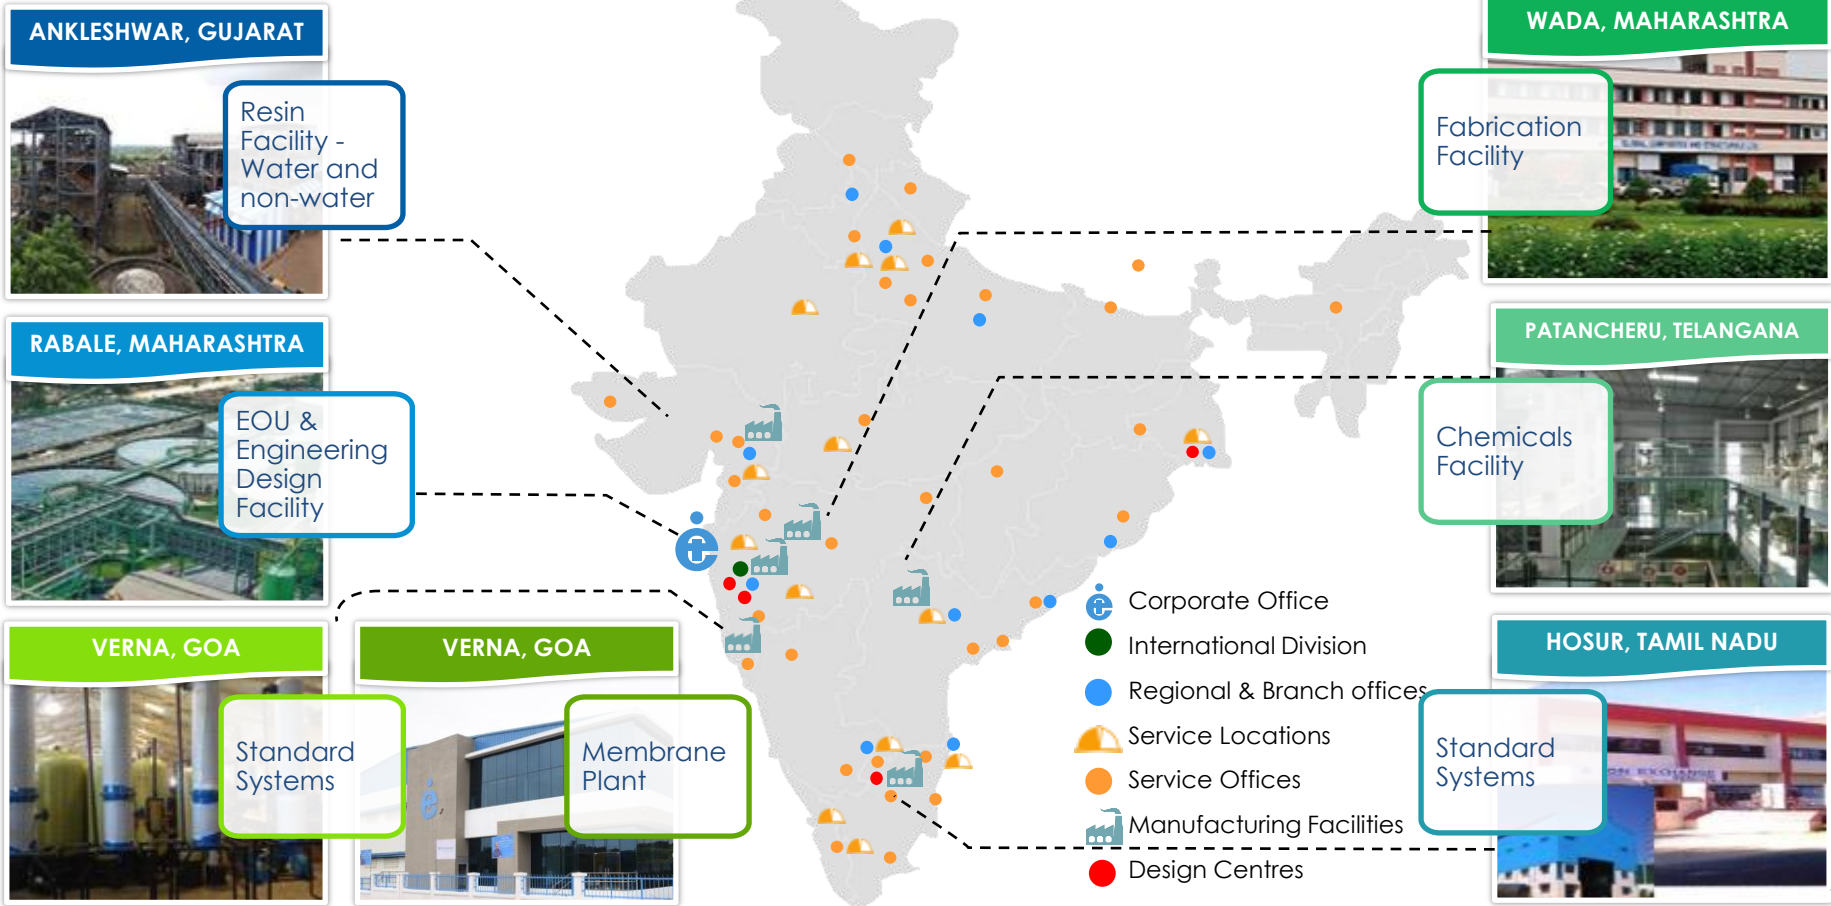 ANKLESHWAR, GUJARAT
Resin
Facility -
Water and
non-water
RABALE, MAHARASHTRA
EOU &
Engineering
Design
Facility
VERNA, GOA
Standard
Systems
VERNA, GOA
Membrane
Plant
WADA, MAHARASHTRA
Fabrication
Facility
PATANCHERU, TELANGANA
Chemicals
Facility
HOSUR, TAMIL NADU
Standard
Systems
ION EXCHANGE
Corporate Office
International Division
Regional & Branch offices
Service Locations
Service Offices
Manufacturing Facilities
Design Centres